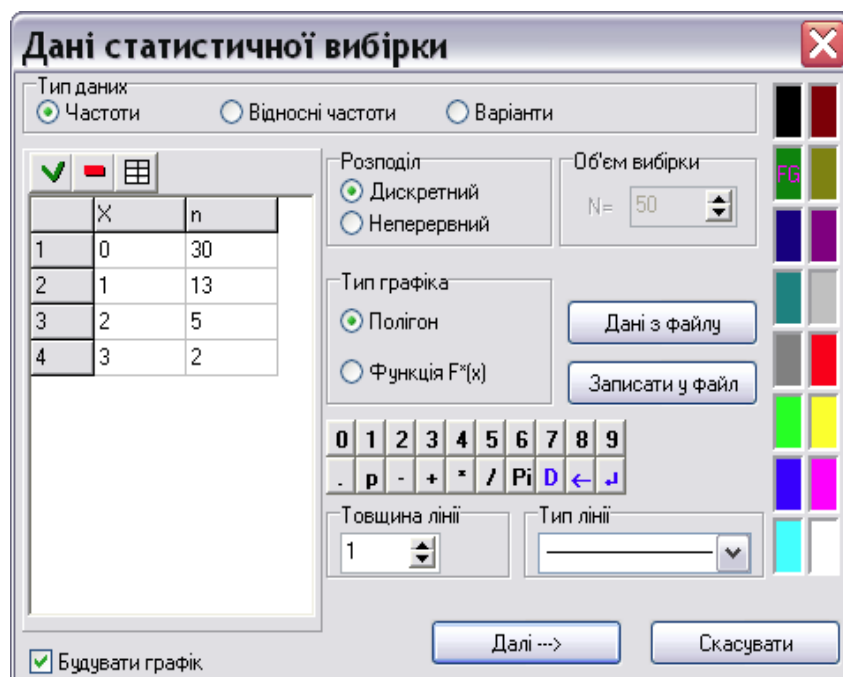 Дані статистичної вибірки
Тип даних
Частоти Відносні частоти Варіанти
X n
1 0 30
2 1 13
3 2 5
4 3 2
Розподіл
Дискретний
Неперервний
Об'єм вибірки
N= 50
Тип графіка
Полігон
Функція F*(x)
Дані з файлу
Записати у файл
FG
0 1 2 3 4 5 6 7 8 9
. p - + * / Pi D ← ↲
Товщина лінії
1
Тип лінії
Будувати графік
Далі --->
Скасувати